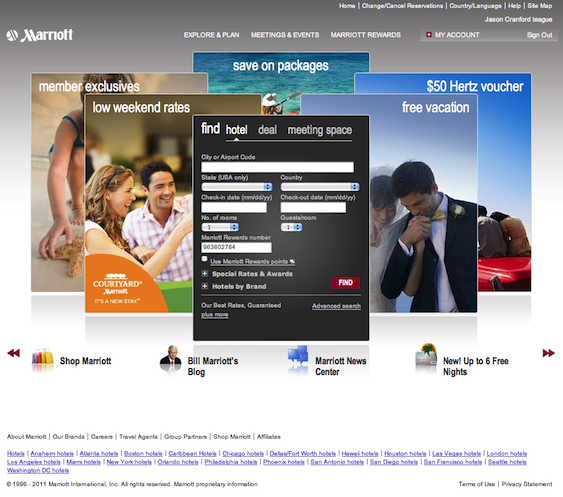 Home | Change/Cancel Reservations | Country/Language | Help | Site Map
Jason Cranford teague
Marriott
EXPLORE & PLAN MEETINGS & EVENTS MARRIOTT REWARDS MY ACCOUNT Sign Out
save on packages
member exclusives
$50 Hertz voucher
low weekend rates
free vacation
find hotel deal meeting space
City or Airport Code
State (USA only) Country
Check-in date (mm/dd/yy) Check-out date (mm/dd/yy)
No. of rooms Guests/room
1 1
Marriott Rewards number
963602784
Use Marriott Rewards points
Special Rates & Awards
Hotels by Brand
FIND
COURTYARD®
Marriott
IT'S A NEW STAY.™
Our Best Rates, Guaranteed Advanced search
plus more
Shop Marriott
Bill Marriott's
Blog
Marriott News
Center
New! Up to 6 Free
Nights
About Marriott | Our Brands | Careers | Travel Agents | Group Partners | Shop Marriott | Affiliates
Hotels | Anaheim hotels | Atlanta hotels | Boston hotels | Caribbean Hotels | Chicago hotels | Dallas/Fort Worth hotels | Hawaii hotels | Houston hotels | Las Vegas hotels | London hotels
Los Angeles hotels | Miami hotels | New York hotels | Orlando hotels | Philadelphia hotels | Phoenix hotels | San Antonio hotels | San Diego hotels | San Francisco hotels | Seattle hotels
Washington DC hotels
© 1996 - 2011 Marriott International, Inc. All rights reserved. Marriott proprietary information Terms of Use | Privacy Statement